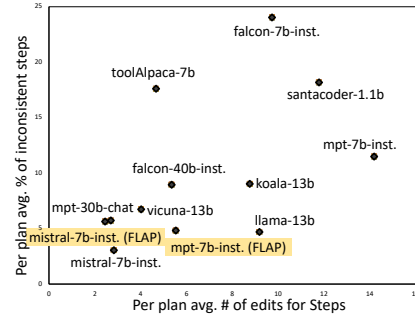 Per plan avg. % of inconsistent steps
25
20
15
10
5
0
falcon-7b-inst.
toolAlpaca-7b
santacoder-1.1b
mpt-7b-inst.
falcon-40b-inst.
koala-13b
mpt-30b-chat
vicuna-13b
llama-13b
mistral-7b-inst. (FLAP)
mpt-7b-inst. (FLAP)
mistral-7b-inst.
0 2 4 6 8 10 12 14 16
Per plan avg. # of edits for Steps